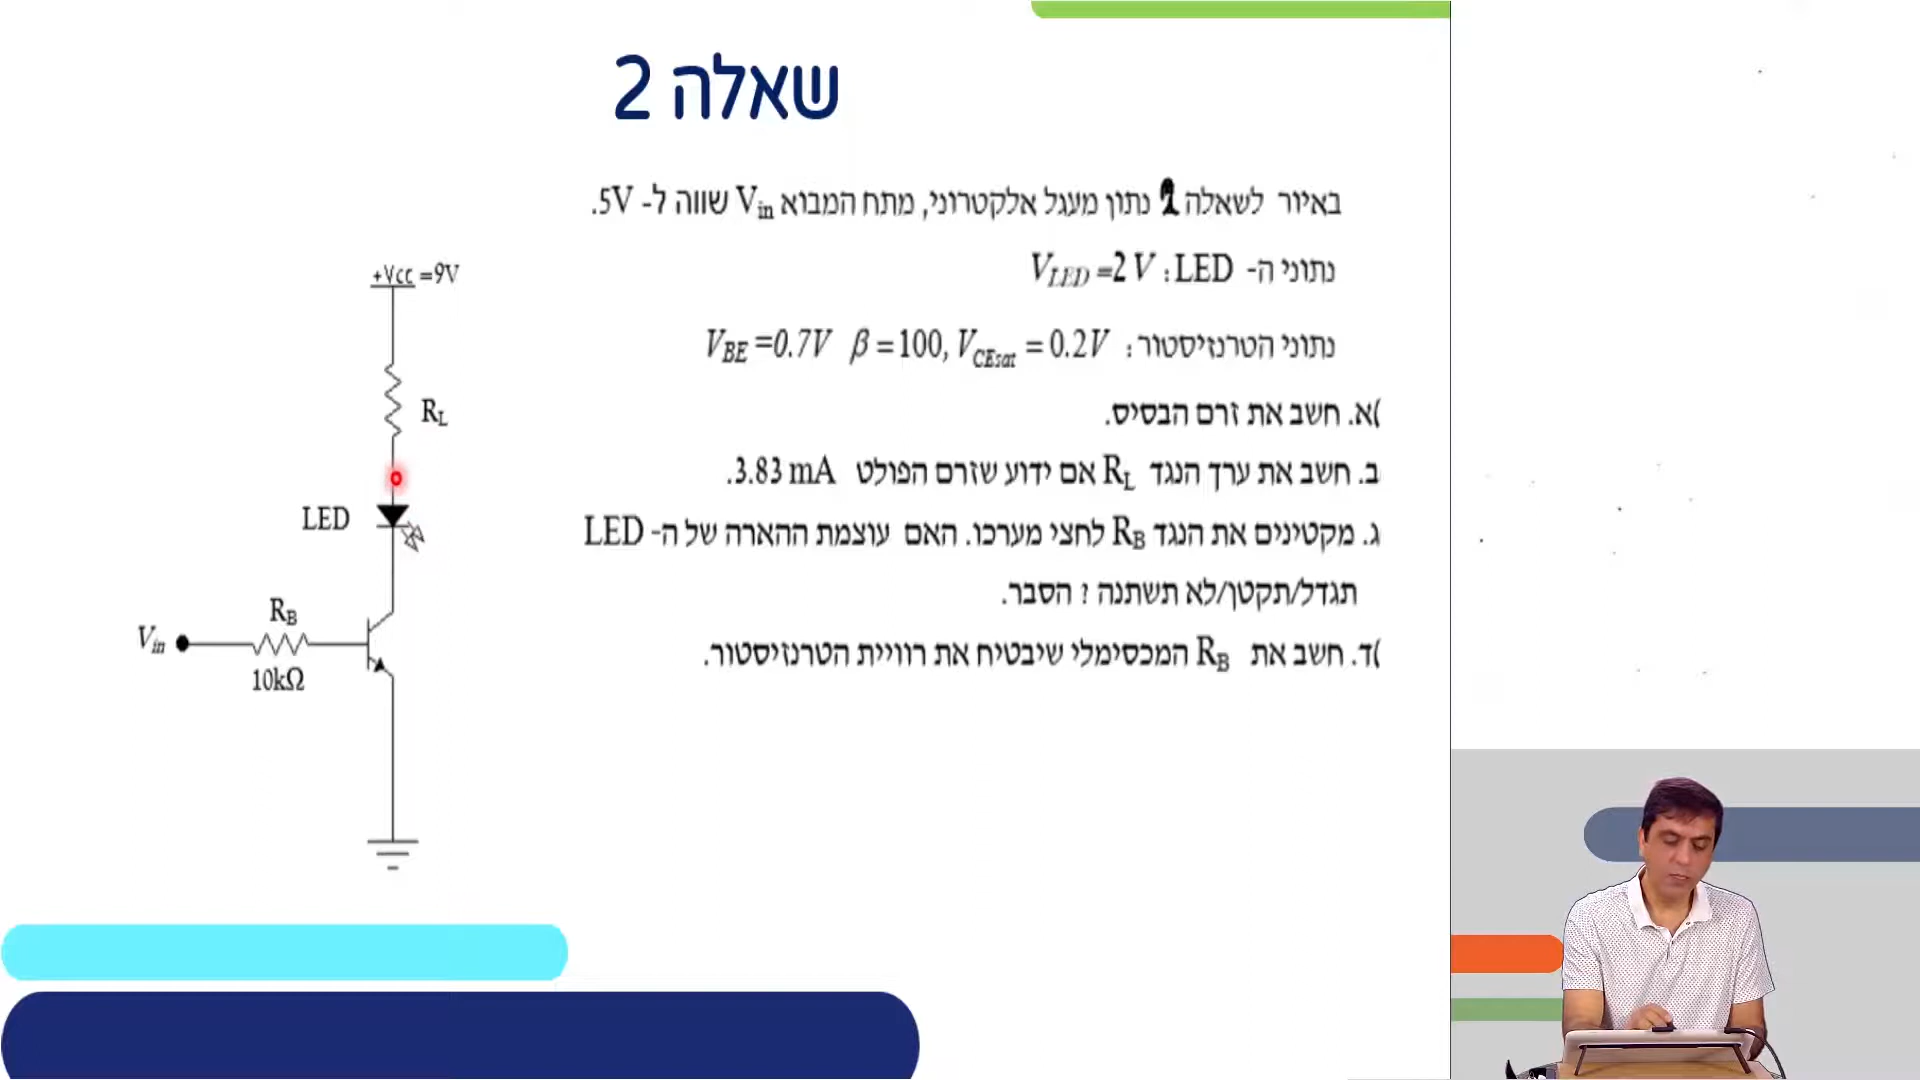 שאלה 2
באיור לשאלה 2 נתון מעגל אלקטרוני, מתח המבוא Vin שווה ל- 5V.
נתוני ה- LED: VLED =2 V
נתוני הטרנזיסטור: VBE =0.7V β =100, VCEsat = 0.2V
א. חשב את זרם הבסיס.
ב. חשב את ערך הנגד RL אם ידוע שזרם הפולט 3.83 mA.
ג. מקטינים את הנגד RB לחצי מערכו. האם עוצמת ההארה של ה- LED
תגדל/תקטן/לא תשתנה ? הסבר.
ד. חשב את RB המכסימלי שיבטיח את רוויית הטרנזיסטור.
+Vcc =9V
RL
LED
RB
Vin
10kΩ